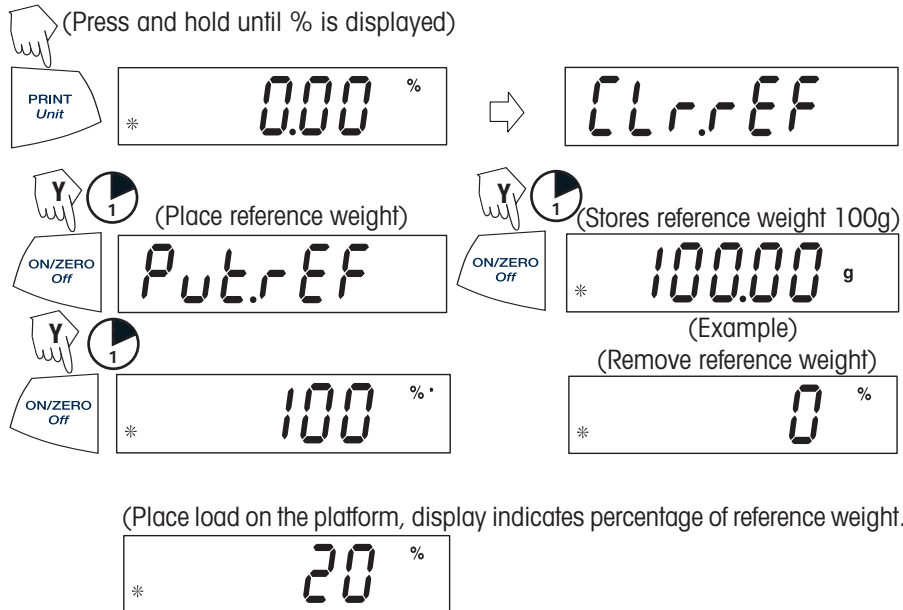 (Press and hold until % is displayed)
PRINT
Unit
0.00 %
CLr.rEF
Y
1
(Place reference weight)
ON/ZERO
Off
Put.rEF
Y
1
(Stores reference weight 100g)
ON/ZERO
Off
100.00 g
(Example)
Y
1
ON/ZERO
Off
100 %
(Remove reference weight)
0 %
(Place load on the platform, display indicates percentage of reference weight.
20 %